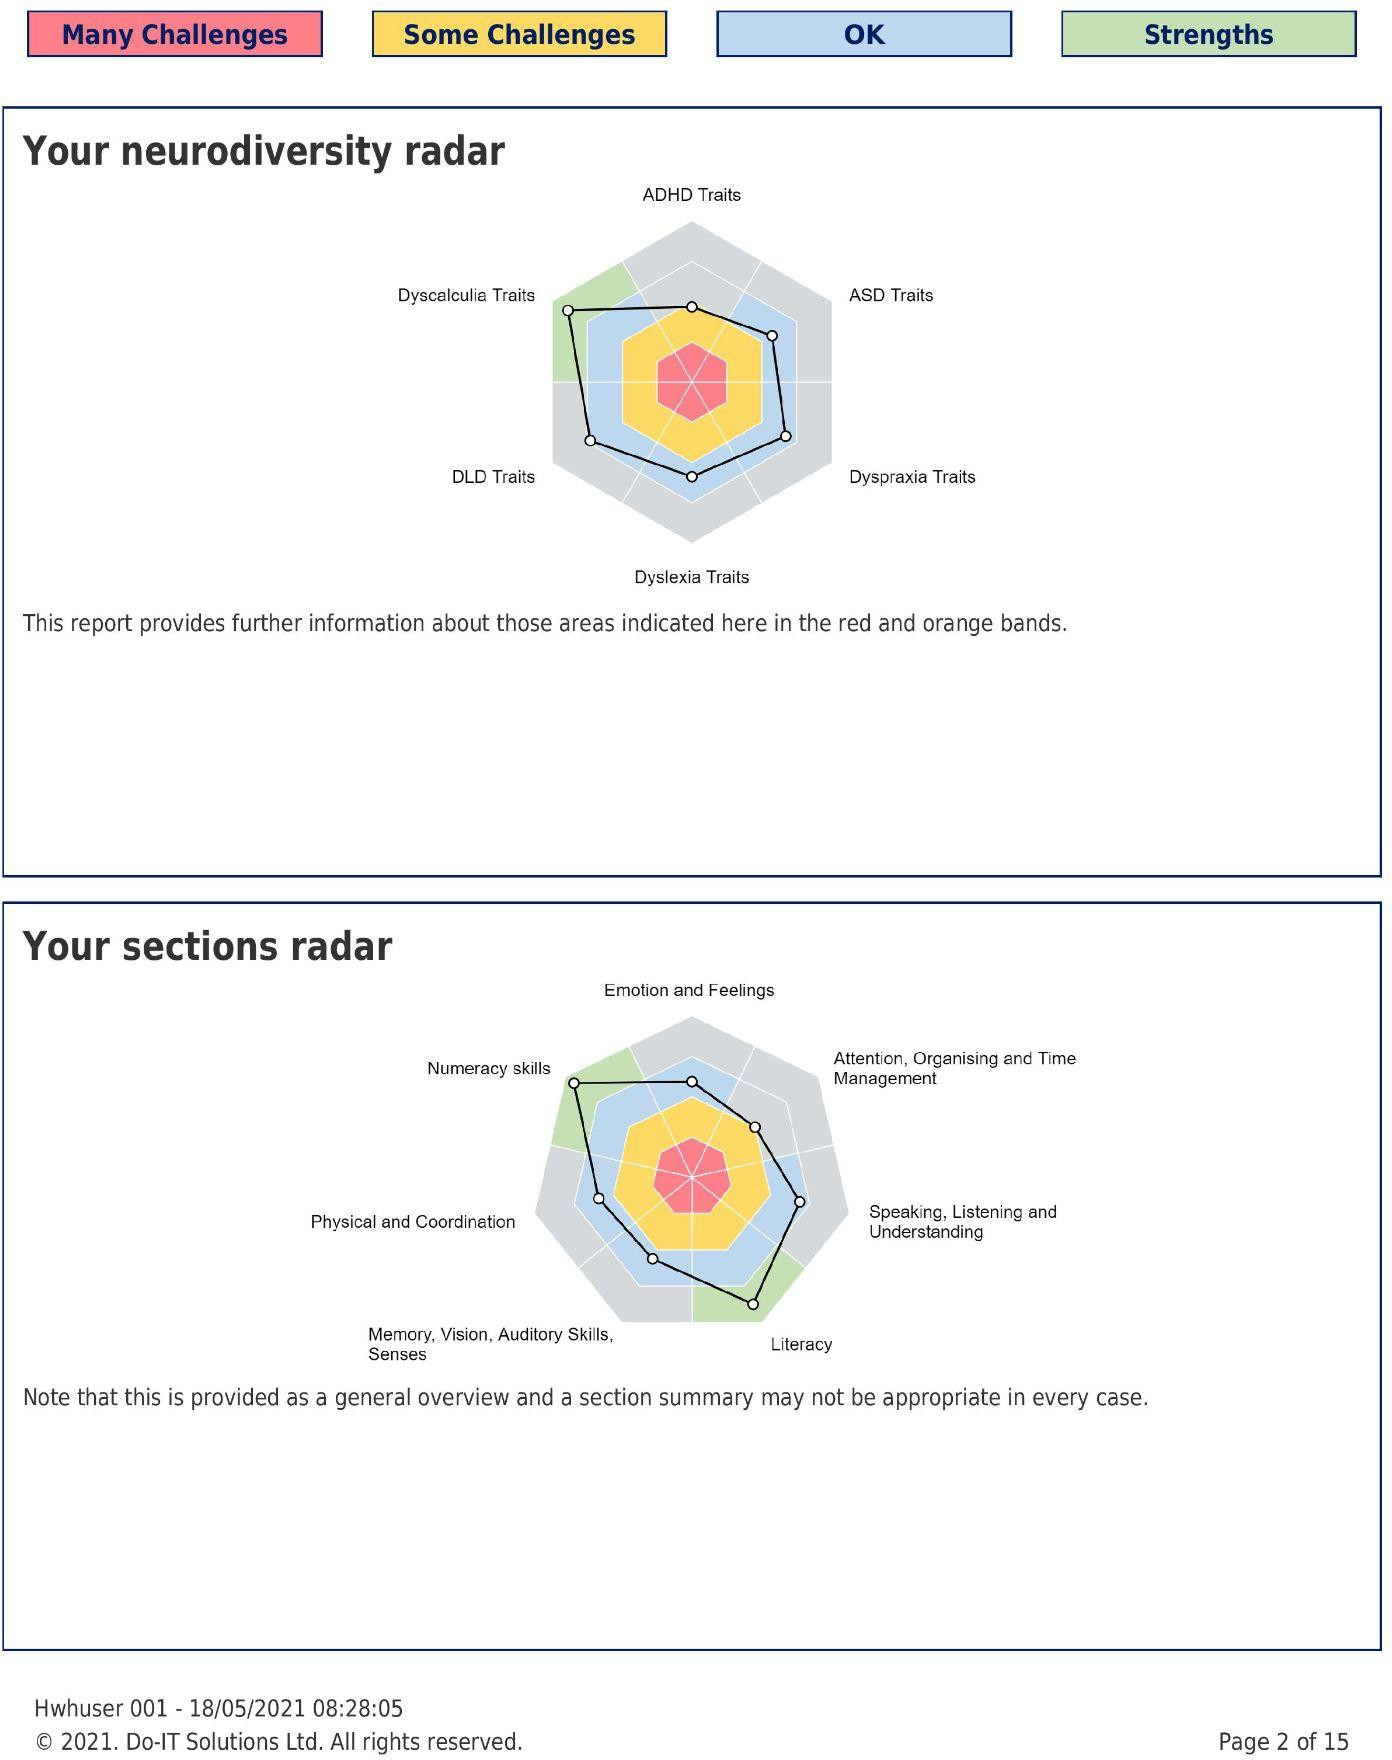 Many Challenges
Some Challenges
OK
Strengths
Your neurodiversity radar
ADHD Traits
Dyscalculia Traits
ASD Traits
DLD Traits
Dyspraxia Traits
Dyslexia Traits
This report provides further information about those areas indicated here in the red and orange bands.
Your sections radar
Emotion and Feelings
Numeracy skills
Attention, Organising and Time
Management
Physical and Coordination
Speaking, Listening and
Understanding
Memory, Vision, Auditory Skills,
Senses
Literacy
Note that this is provided as a general overview and a section summary may not be appropriate in every case.
Hwhuser 001 - 18/05/2021 08:28:05
© 2021. Do-IT Solutions Ltd. All rights reserved.
Page 2 of 15